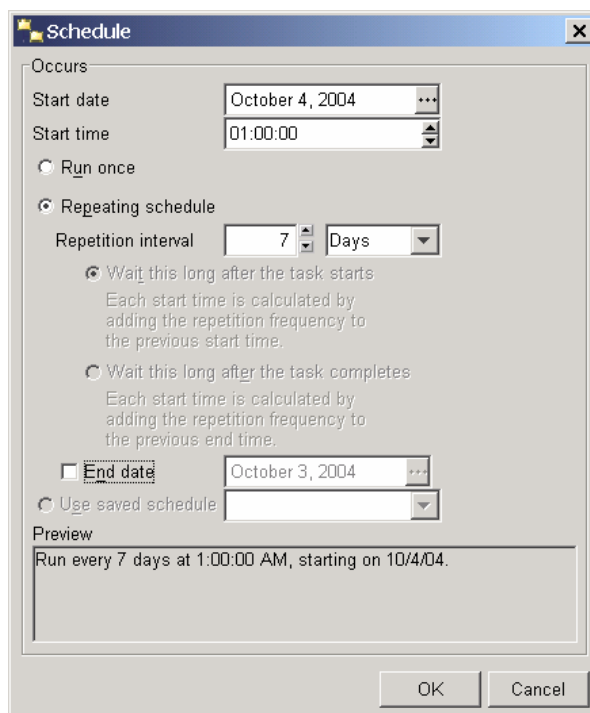 Schedule
Occurs
Start date October 4, 2004 ...
Start time 01:00:00
Run once
Repeating schedule
Repetition interval 7 Days
Wait this long after the task starts
Each start time is calculated by
adding the repetition frequency to
the previous start time.
Wait this long after the task completes
Each start time is calculated by
adding the repetition frequency to
the previous end time.
End date October 3, 2004 ...
Use saved schedule
Preview
Run every 7 days at 1:00:00 AM, starting on 10/4/04.
OK Cancel